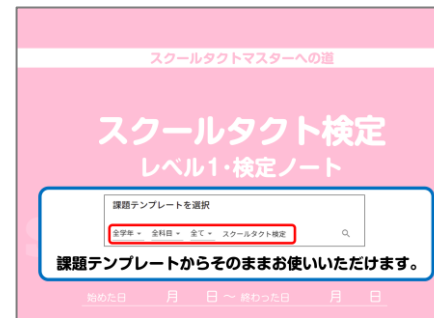 スクールタクトマスターへの道
スクールタクト検定
レベル1・検定ノート
課題テンプレートを選択
全学年 全科目 全て スクールタクト検定
課題テンプレートからそのままお使いいただけます。
始めた日 月 日 ～ 終わった日 月 日